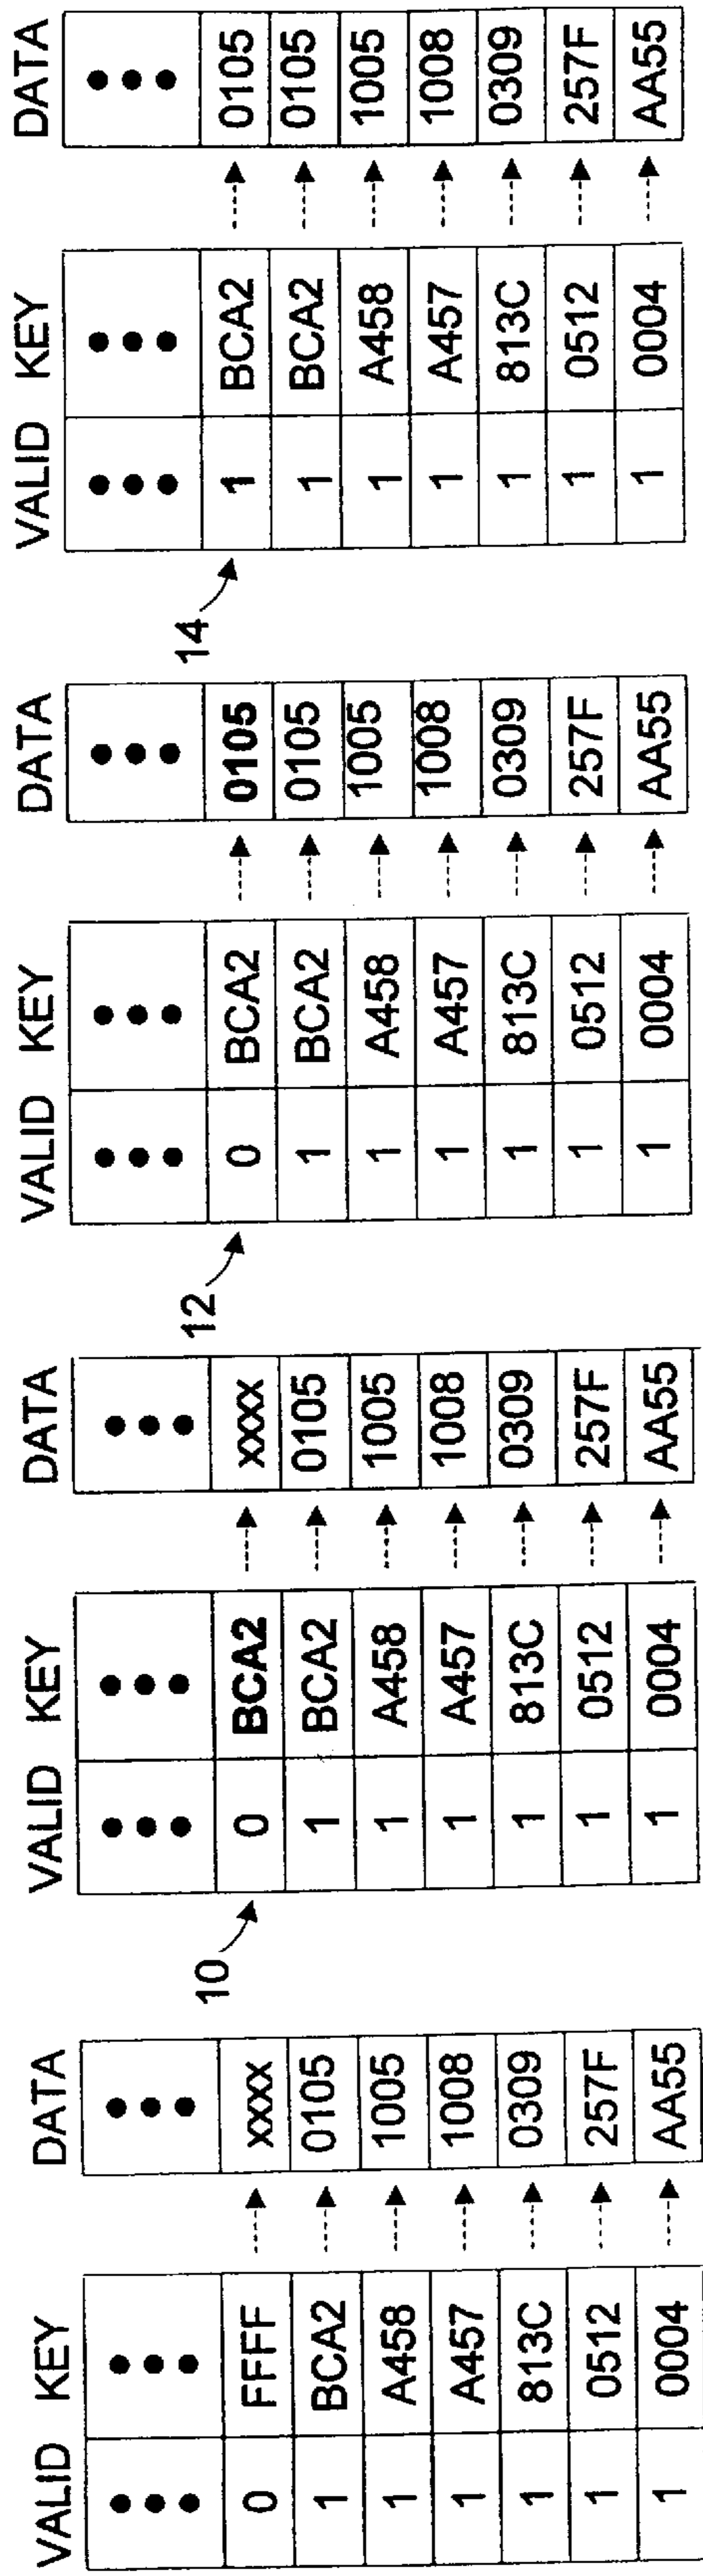 VALID KEY DATA
0 FFFF xxxx
1 BCA2 0105
1 A458 1005
1 A457 1008
1 813C 0309
1 0512 257F
1 0004 AA55
10
VALID KEY DATA
0 BCA2 xxxx
1 BCA2 0105
1 A458 1005
1 A457 1008
1 813C 0309
1 0512 257F
1 0004 AA55
12
VALID KEY DATA
0 BCA2 0105
1 BCA2 0105
1 A458 1005
1 A457 1008
1 813C 0309
1 0512 257F
1 0004 AA55
14
VALID KEY DATA
1 BCA2 0105
1 BCA2 0105
1 A458 1005
1 A457 1008
1 813C 0309
1 0512 257F
1 0004 AA55